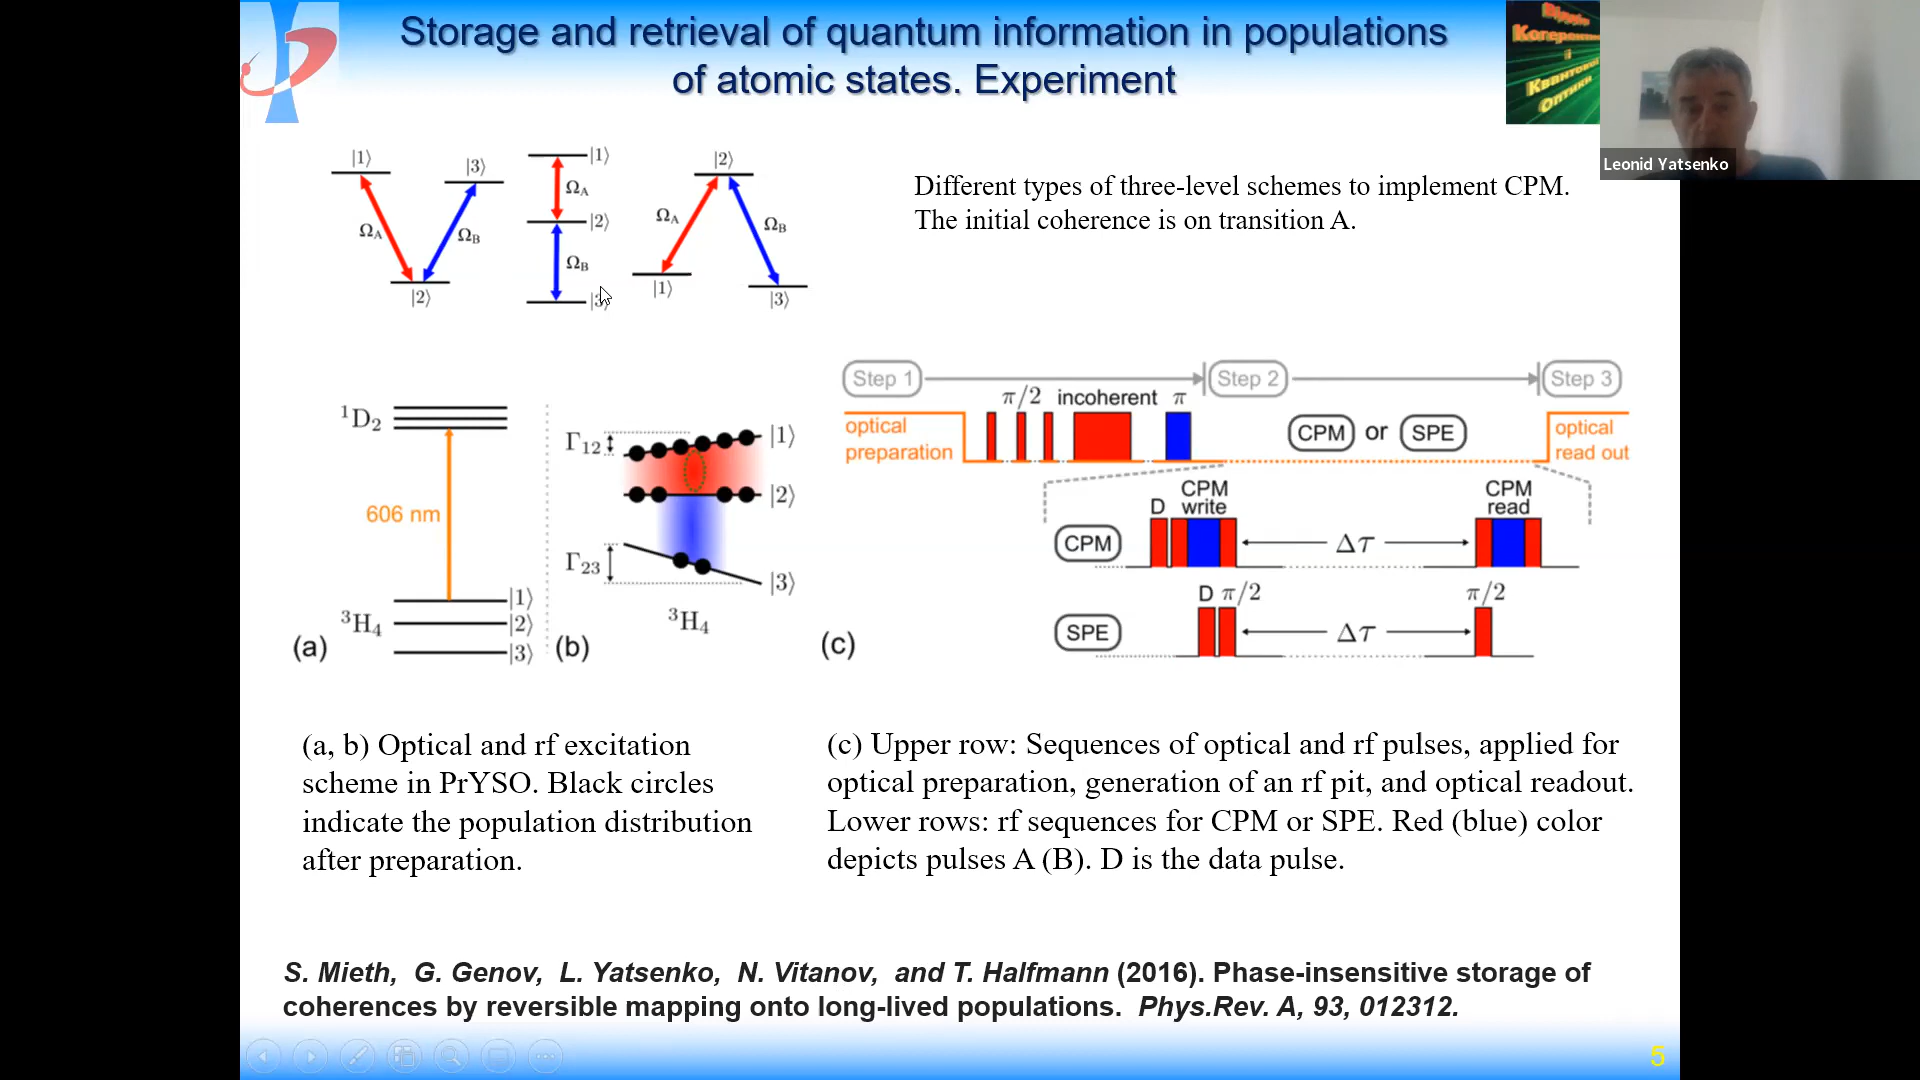 Storage and retrieval of quantum information in populations
of atomic states. Experiment
Відділ
Когерентної
і
Квантової
Оптики
Leonid Yatsenko
|1⟩
|3⟩
Ω_A
Ω_B
|2⟩
|1⟩
Ω_A
|2⟩
Ω_B
|3⟩
|2⟩
Ω_A
Ω_B
|1⟩
|3⟩
Different types of three-level schemes to implement CPM.
The initial coherence is on transition A.
¹D₂
606 nm
³H₄
|1⟩
|2⟩
|3⟩
(a)
Γ₁₂
|1⟩
|2⟩
Γ₂₃
|3⟩
³H₄
(b)
Step 1
Step 2
Step 3
π/2 incoherent π
optical
preparation
CPM or SPE
optical
read out
D
CPM
write
CPM
read
CPM
Δτ
D π/2
π/2
SPE
Δτ
(c)
(a, b) Optical and rf excitation
scheme in PrYSO. Black circles
indicate the population distribution
after preparation.
(c) Upper row: Sequences of optical and rf pulses, applied for
optical preparation, generation of an rf pit, and optical readout.
Lower rows: rf sequences for CPM or SPE. Red (blue) color
depicts pulses A (B). D is the data pulse.
S. Mieth, G. Genov, L. Yatsenko, N. Vitanov, and T. Halfmann (2016). Phase-insensitive storage of
coherences by reversible mapping onto long-lived populations. Phys.Rev. A, 93, 012312.
5